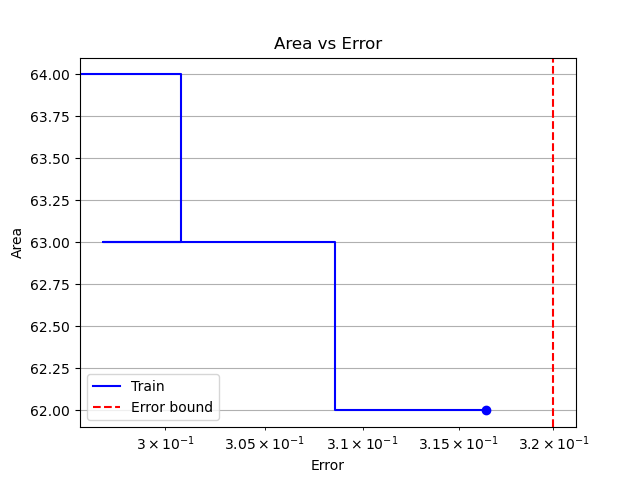 Area vs Error
64.00
63.75
63.50
63.25
63.00
62.75
62.50
62.25
62.00
Area
Train
Error bound
3 × 10⁻¹ 3.05 × 10⁻¹ 3.1 × 10⁻¹ 3.15 × 10⁻¹ 3.2 × 10⁻¹
Error